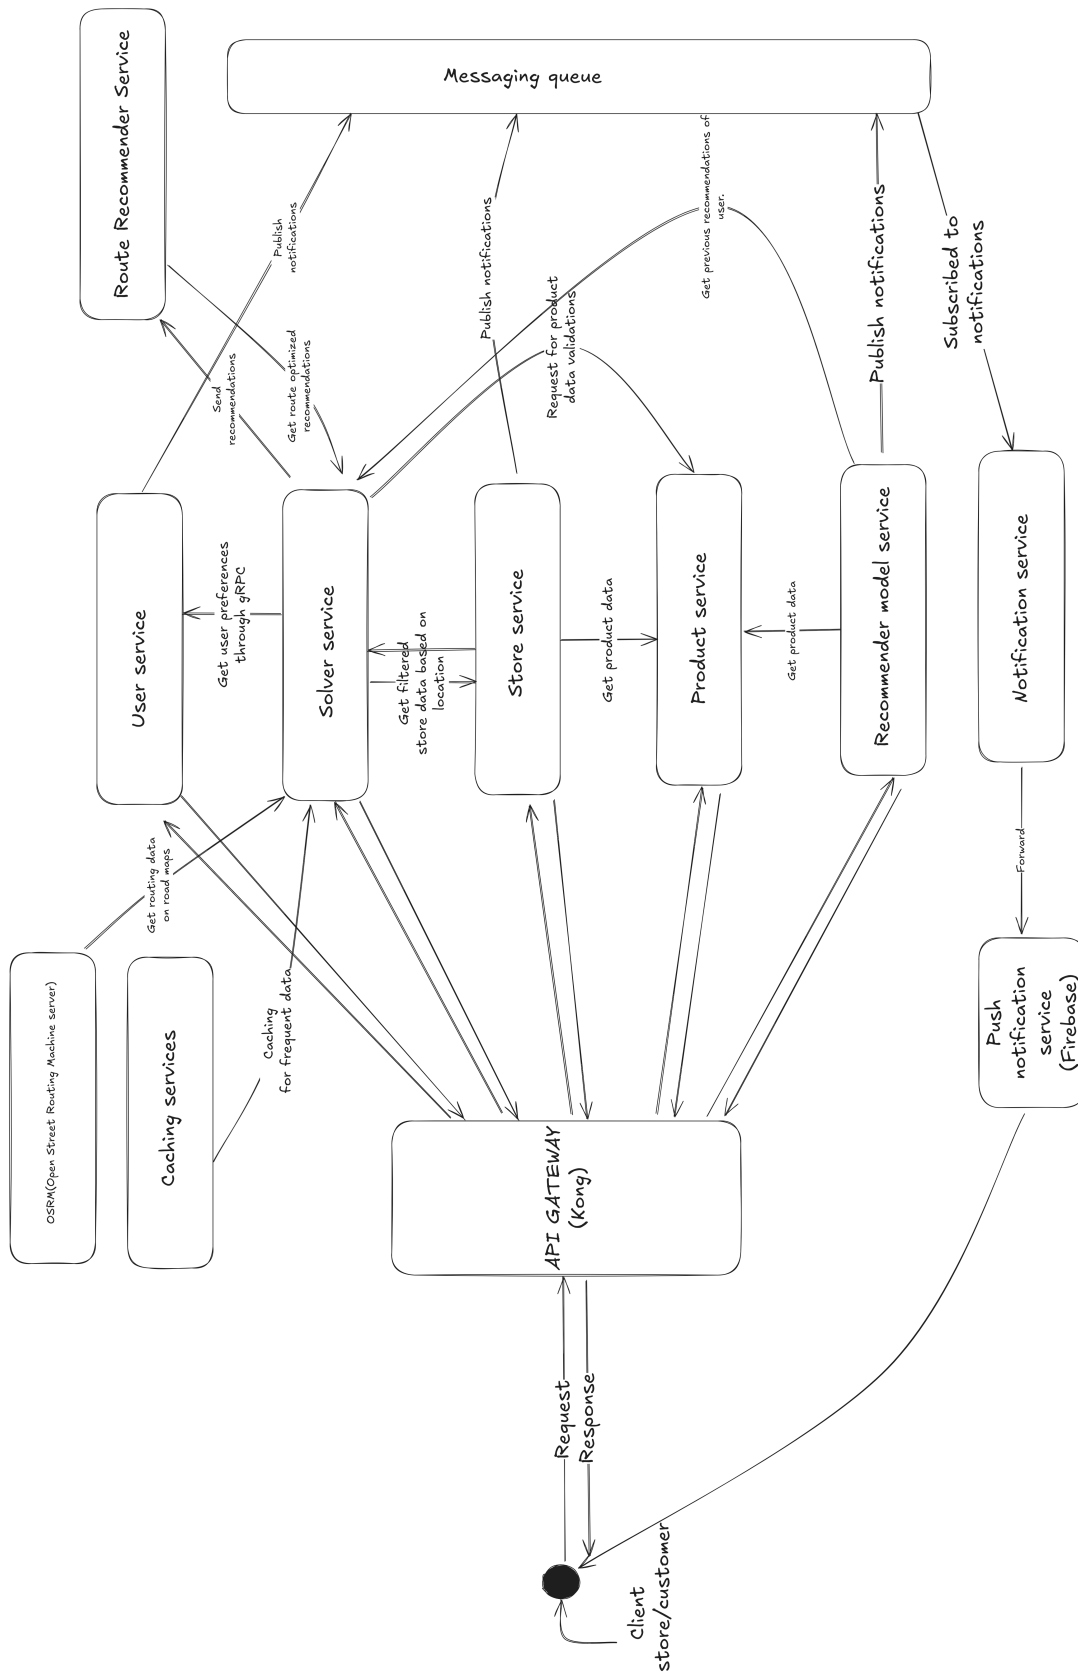 Route Recommender Service
Messaging queue
Publish
notifications
Publish notifications
Get previous recommendations of
user.
Publish notifications
Subscribed to
notifications
Send
recommendations
Get route optimized
recommendations
Request for product
data validations
User service
Get user preferences
through gRPC
Solver service
Get filtered
store data based on
location
Store service
Get product data
Product service
Get product data
Recommender model service
Notification service
Get routing data
on road maps
Forward
OSRM(Open Street Routing Machine server)
Caching services
Caching
for frequent data
Push
notification
service
(Firebase)
API GATEWAY
(Kong)
Request
Response
Client
store/customer